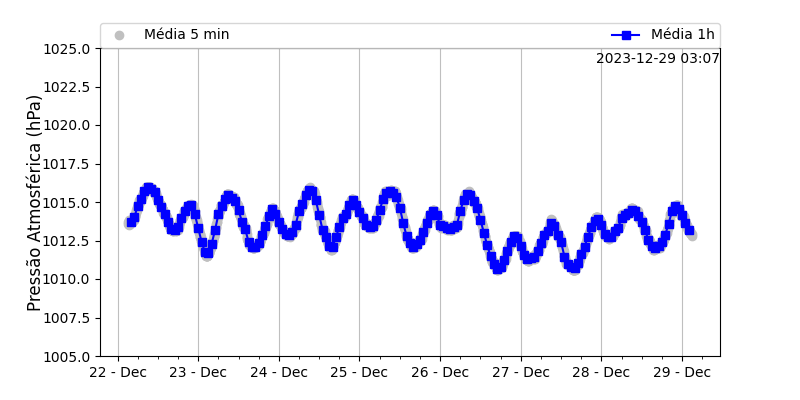 Média 5 min
Média 1h
2023-12-29 03:07
Pressão Atmosférica (hPa)
1025.0
1022.5
1020.0
1017.5
1015.0
1012.5
1010.0
1007.5
1005.0
22 - Dec
23 - Dec
24 - Dec
25 - Dec
26 - Dec
27 - Dec
28 - Dec
29 - Dec